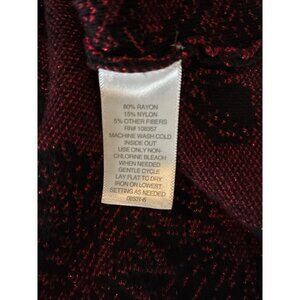 80% RAYON
15% NYLON
5% OTHER FIBERS
RN# 108357
MACHINE WASH COLD
INSIDE OUT
USE ONLY NON-
CHLORINE BLEACH
WHEN NEEDED
GENTLE CYCLE
LAY FLAT TO DRY
IRON ON LOWEST
SETTING AS NEEDED